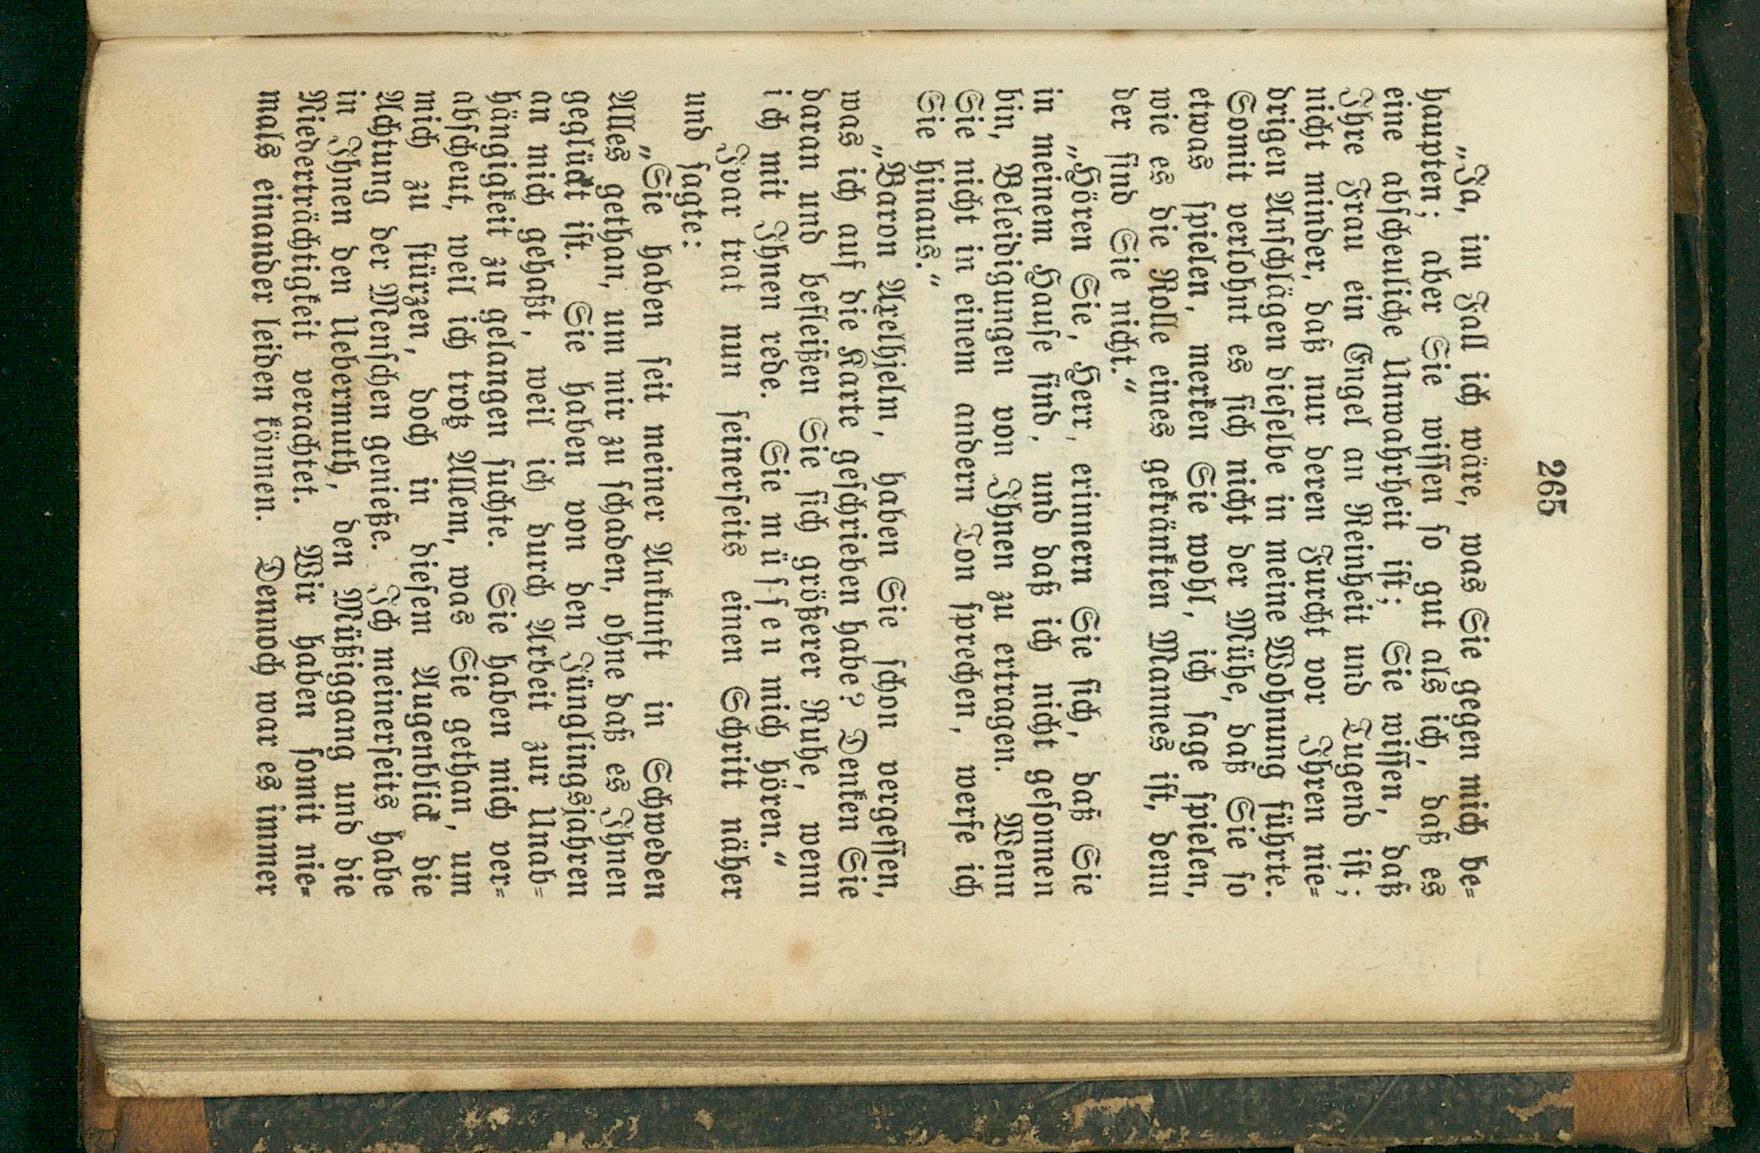 265
„Ja, im Fall ich wäre, was Sie gegen mich be=
haupten; aber Sie wissen so gut als ich, daß es
eine abscheuliche Unwahrheit ist; Sie wissen, daß
Ihre Frau ein Engel an Reinheit und Tugend ist;
nicht minder, daß nur deren Furcht vor Ihren nie=
drigen Anschlägen dieselbe in meine Wohnung führte.
Somit verlohnt es sich nicht der Mühe, daß Sie so
etwas spielen, merken Sie wohl, ich sage spielen,
wie es die Rolle eines gekränkten Mannes ist, denn
der sind Sie nicht.“
„Hören Sie, Herr, erinnern Sie sich, daß Sie
in meinem Hause sind, und daß ich nicht gesonnen
bin, Beleidigungen von Ihnen zu ertragen. Wenn
Sie nicht in einem andern Ton sprechen, werfe ich
Sie hinaus.“
„Baron Axelhjelm, haben Sie schon vergessen,
was ich auf die Karte geschrieben habe? Denken Sie
daran und befleißen Sie sich größerer Ruhe, wenn
ich mit Ihnen rede. Sie müssen mich hören.“
Ivar trat nun seinerseits einen Schritt näher
und sagte:
„Sie haben seit meiner Ankunft in Schweden
Alles gethan, um mir zu schaden, ohne daß es Ihnen
geglückt ist. Sie haben von den Jünglingsjahren
an mich gehaßt, weil ich durch Arbeit zur Unab=
hängigkeit zu gelangen suchte. Sie haben mich ver=
abscheut, weil ich trotz Allem, was Sie gethan, um
mich zu stürzen, doch in diesem Augenblick die
Achtung der Menschen genieße. Ich meinerseits habe
in Ihnen den Uebermuth, den Müßiggang und die
Niederträchtigkeit verachtet. Wir haben somit nie=
mals einander leiden können. Dennoch war es immer